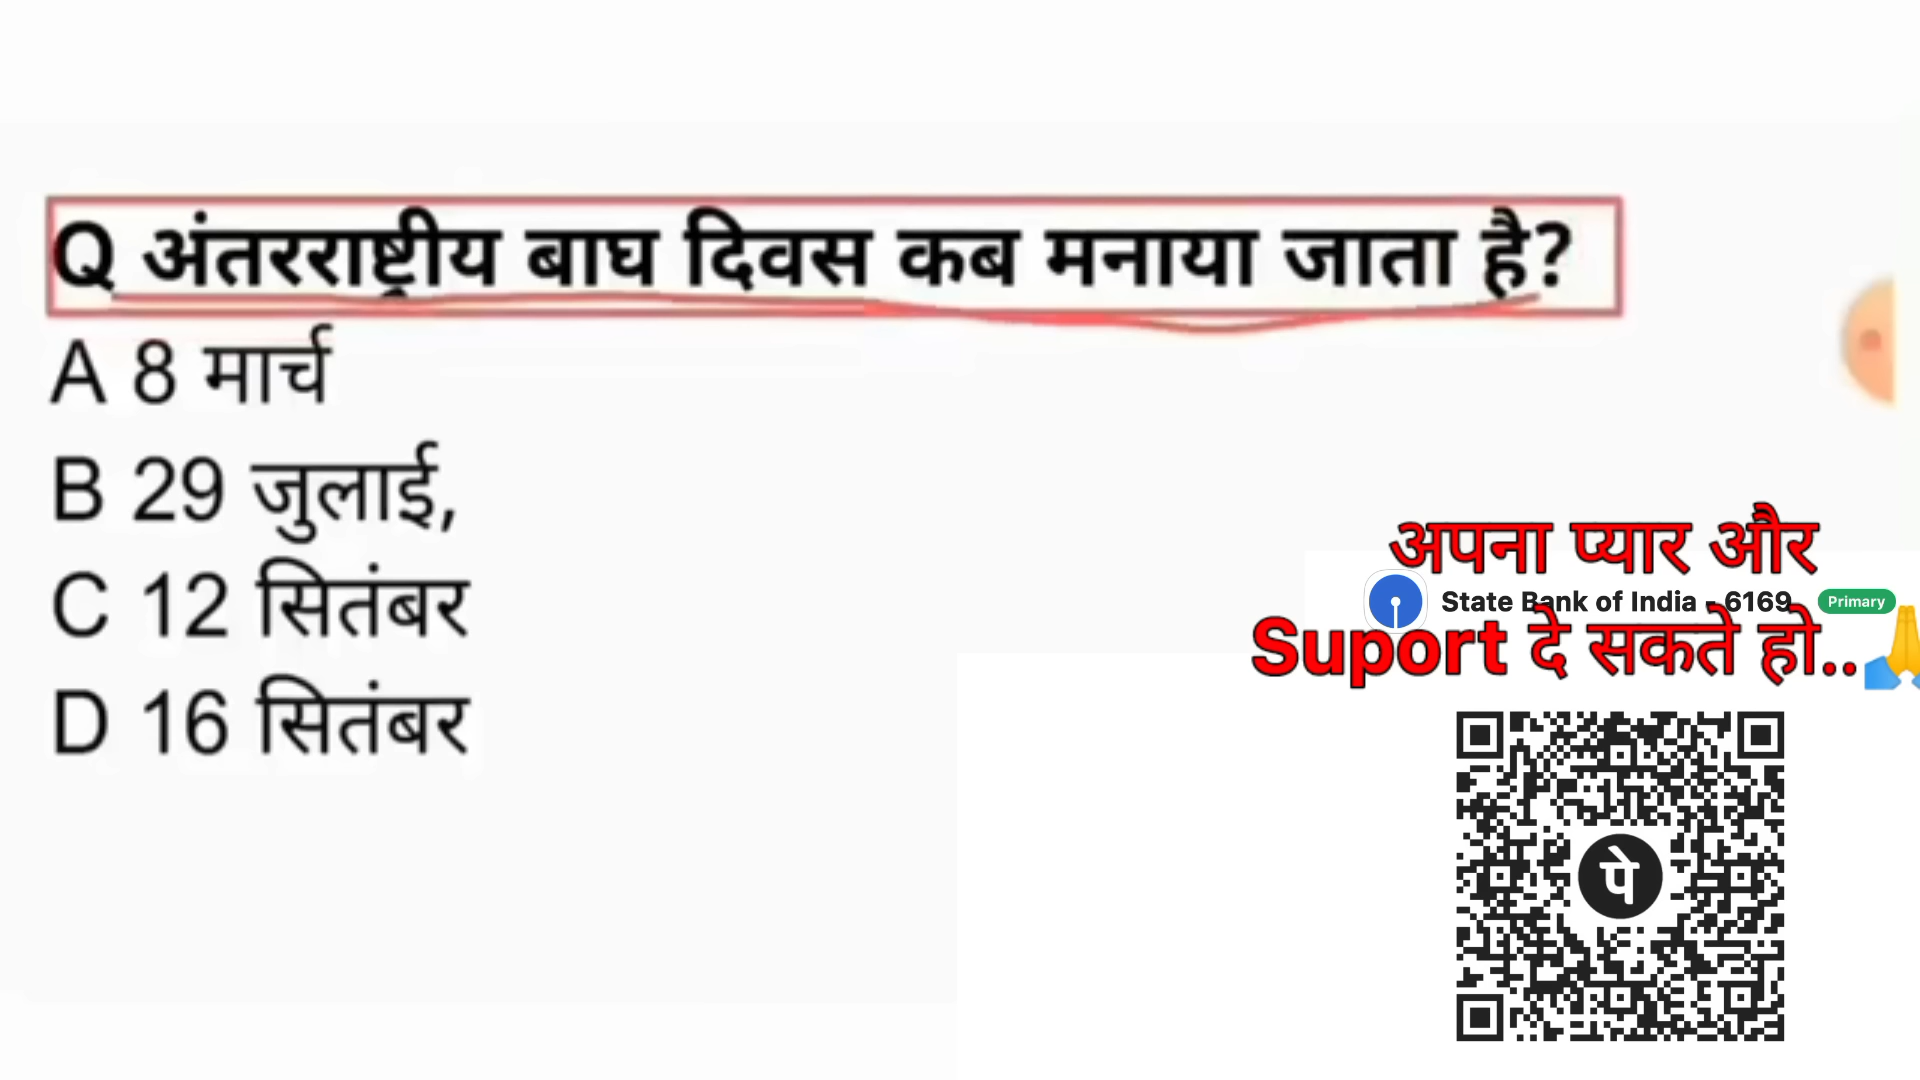 Q अंतरराष्ट्रीय बाघ दिवस कब मनाया जाता है?
A 8 मार्च
B 29 जुलाई,
C 12 सितंबर
D 16 सितंबर
अपना प्यार और
State Bank of India - 6169 Primary
Suport दे सकते हो..🙏
पे